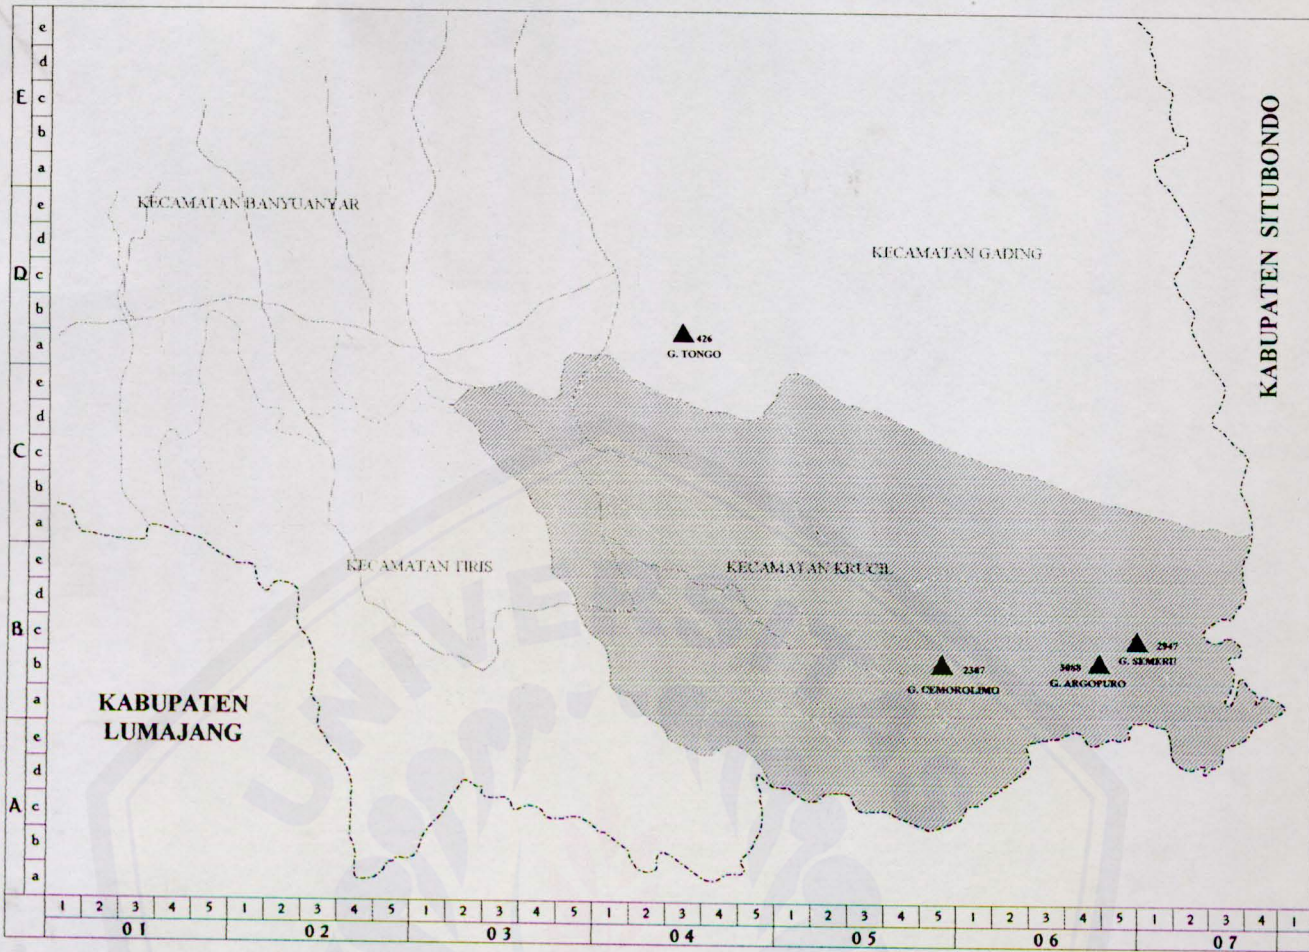 KECAMATAN BANYUANYAR
KECAMATAN GADING
KABUPATEN SITUBONDO
426
G. TONGO
KECAMATAN TIRIS
KECAMATAN KRUCIL
2947
G. SEMERU
3088
G. ARGOPURO
2307
G. CEMOROLIMO
KABUPATEN
LUMAJANG
UNIVERSI
E
e
d
c
b
a
D
e
d
c
b
a
C
e
d
c
b
a
B
e
d
c
b
a
A
e
d
c
b
a
1 2 3 4 5 1 2 3 4 5 1 2 3 4 5 1 2 3 4 5 1 2 3 4 5 1 2 3 4 5 1 2 3 4 1
01 02 03 04 05 06 07